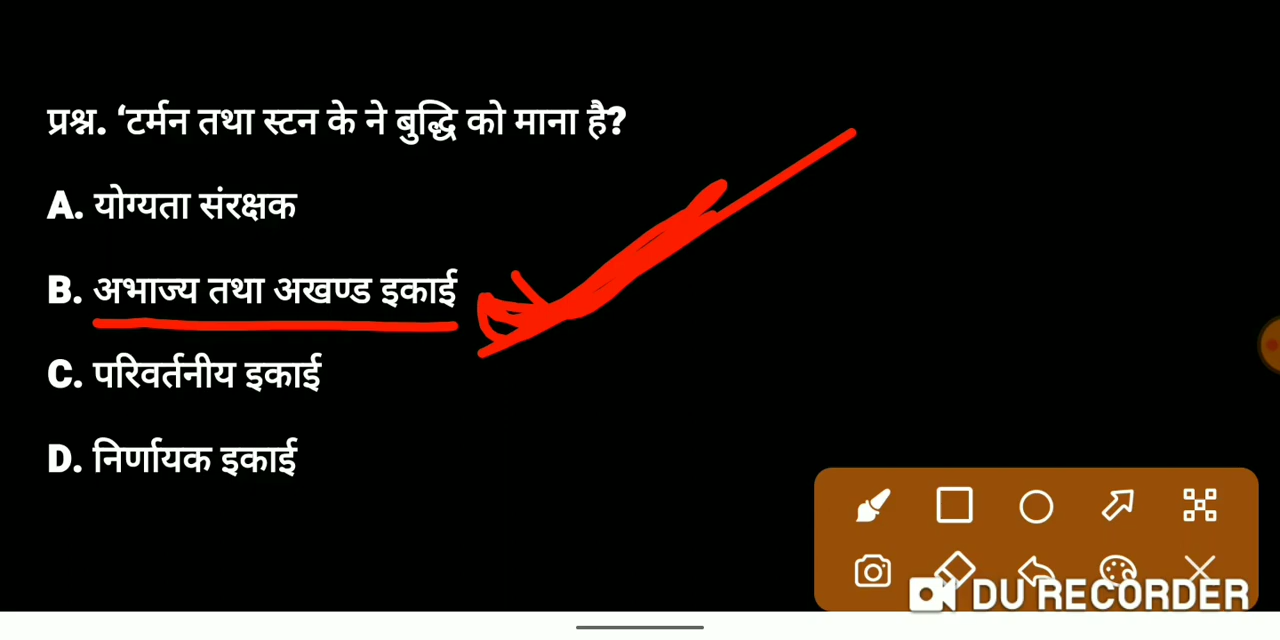 प्रश्न. ‘टर्मन तथा स्टन के ने बुद्धि को माना है?
A. योग्यता संरक्षक
B. अभाज्य तथा अखण्ड इकाई
C. परिवर्तनीय इकाई
D. निर्णायक इकाई
DU RECORDER